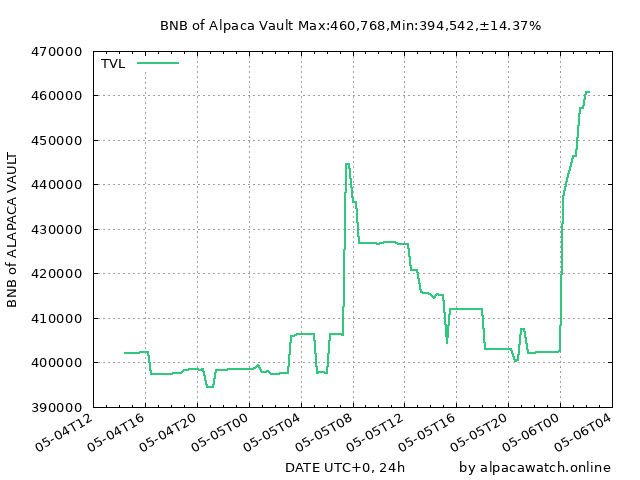 BNB of Alpaca Vault Max:460,768,Min:394,542,±14.37%
TVL
470000
460000
450000
440000
430000
420000
410000
400000
390000
BNB of ALAPACA VAULT
05-04T12
05-04T16
05-04T20
05-05T00
05-05T04
05-05T08
05-05T12
05-05T16
05-05T20
05-06T00
05-06T04
DATE UTC+0, 24h
by alpacawatch.online